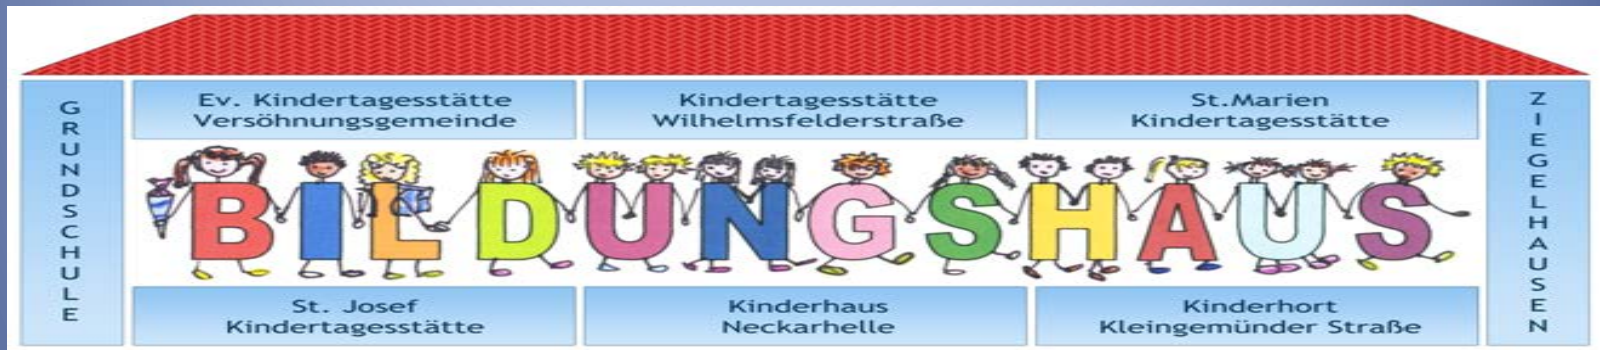 GRUNDSCHULE
Ev. Kindertagesstätte
Versöhnungsgemeinde
Kindertagesstätte
Wilhelmsfelderstraße
St.Marien
Kindertagesstätte
BILDUNGSHAUS
St. Josef
Kindertagesstätte
Kinderhaus
Neckarhelle
Kinderhort
Kleingemünder Straße
ZIEGELHAUSEN